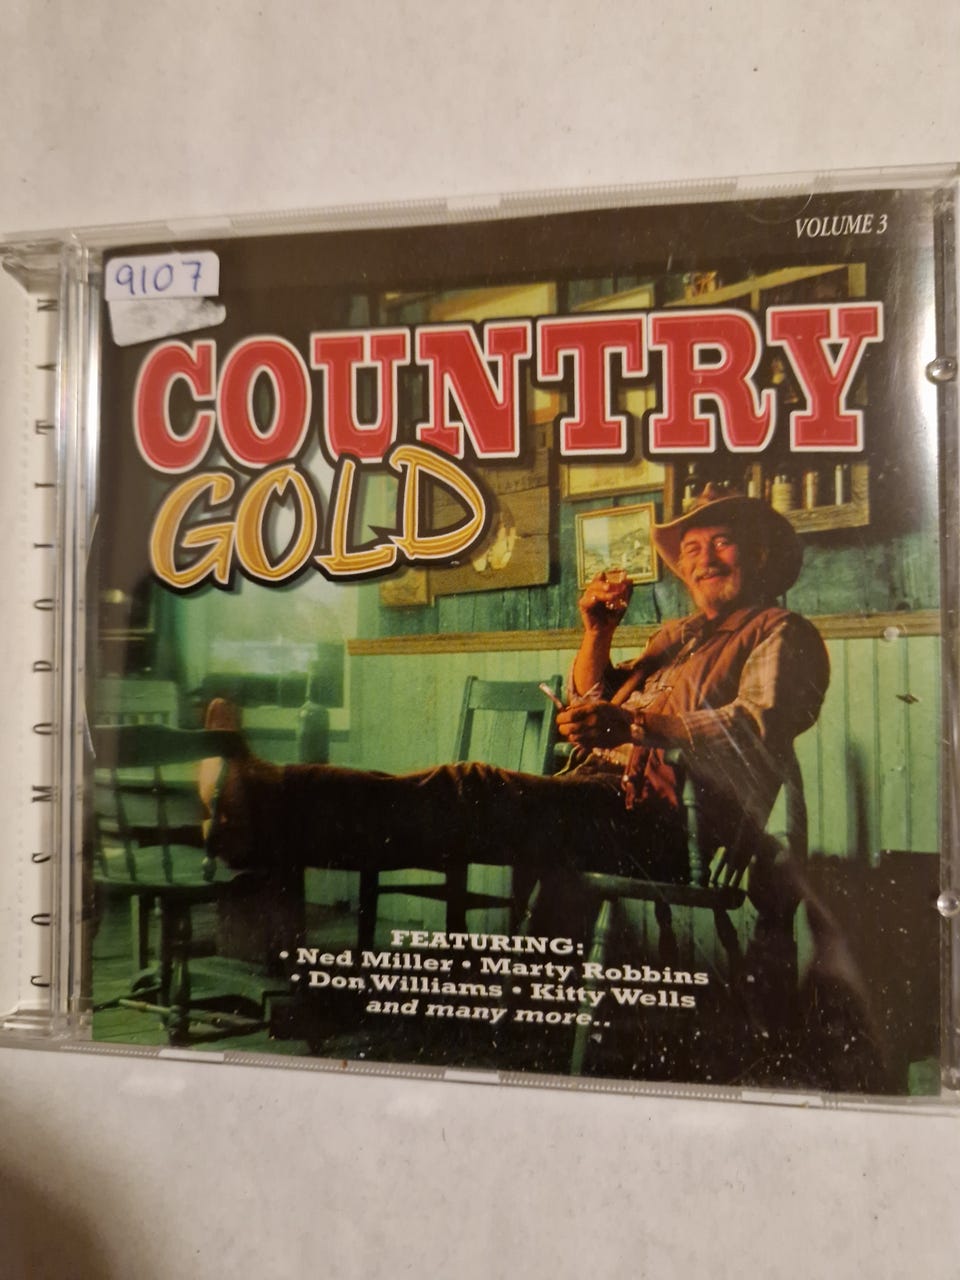 VOLUME 3
9107
COUNTRY
GOLD
COSMOPOLITAN
FEATURING:
• Ned Miller • Marty Robbins
• Don Williams • Kitty Wells
and many more..